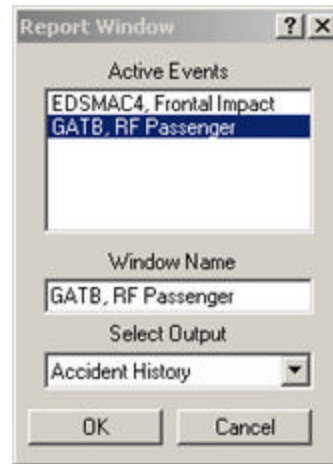 Report Window
Active Events
EDSMAC4, Frontal Impact
GATB, RF Passenger
Window Name
GATB, RF Passenger
Select Output
Accident History
OK Cancel